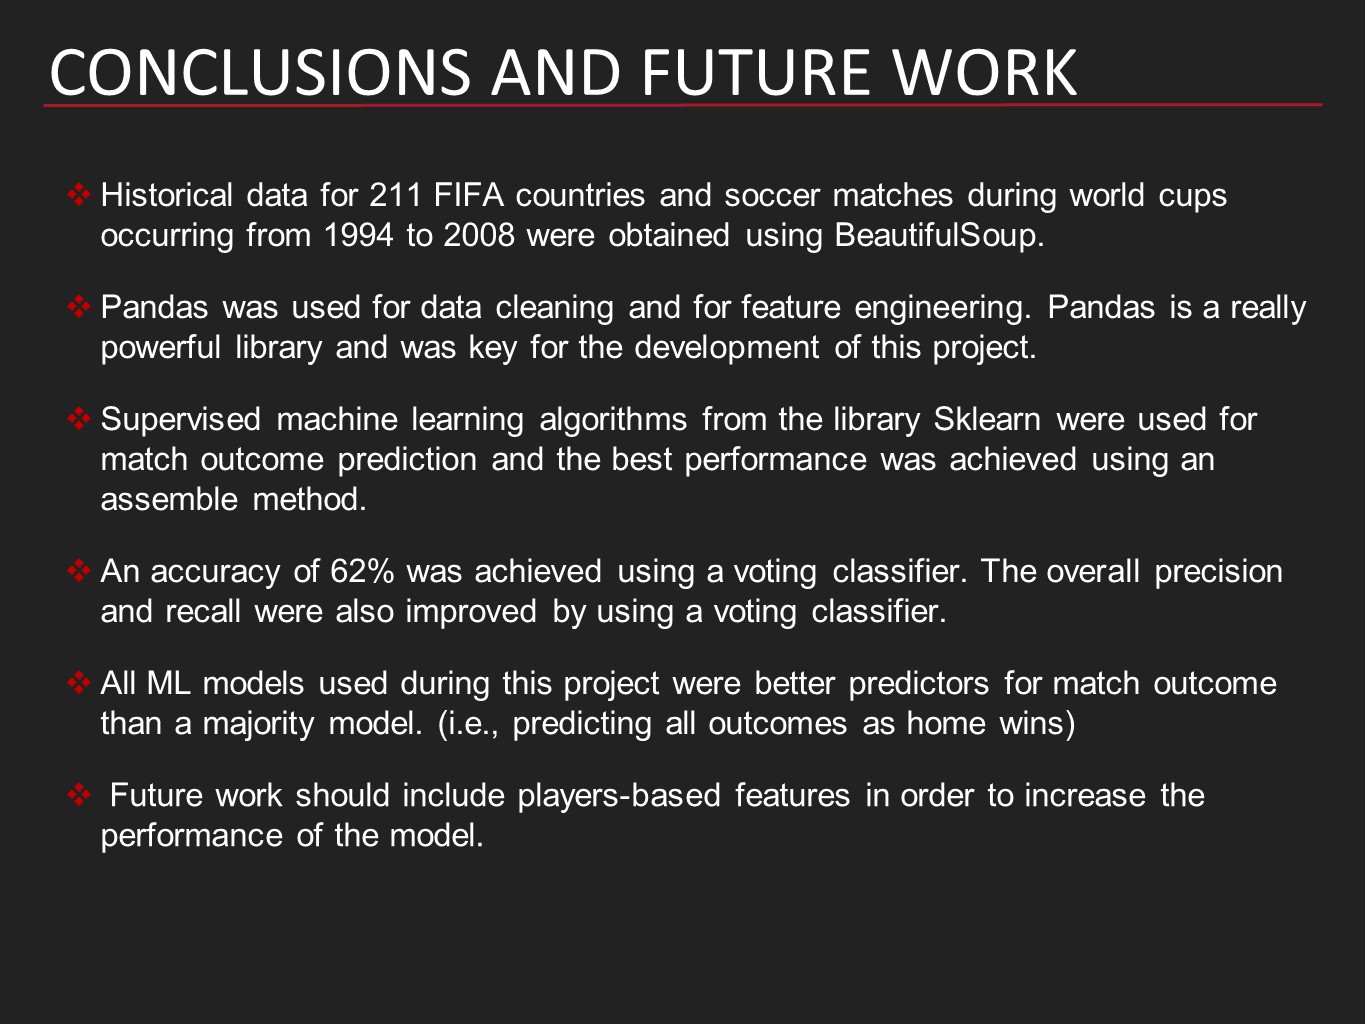 CONCLUSIONS AND FUTURE WORK
Historical data for 211 FIFA countries and soccer matches during world cups
occurring from 1994 to 2008 were obtained using BeautifulSoup.
Pandas was used for data cleaning and for feature engineering. Pandas is a really
powerful library and was key for the development of this project.
Supervised machine learning algorithms from the library Sklearn were used for
match outcome prediction and the best performance was achieved using an
assemble method.
An accuracy of 62% was achieved using a voting classifier. The overall precision
and recall were also improved by using a voting classifier.
All ML models used during this project were better predictors for match outcome
than a majority model. (i.e., predicting all outcomes as home wins)
Future work should include players-based features in order to increase the
performance of the model.